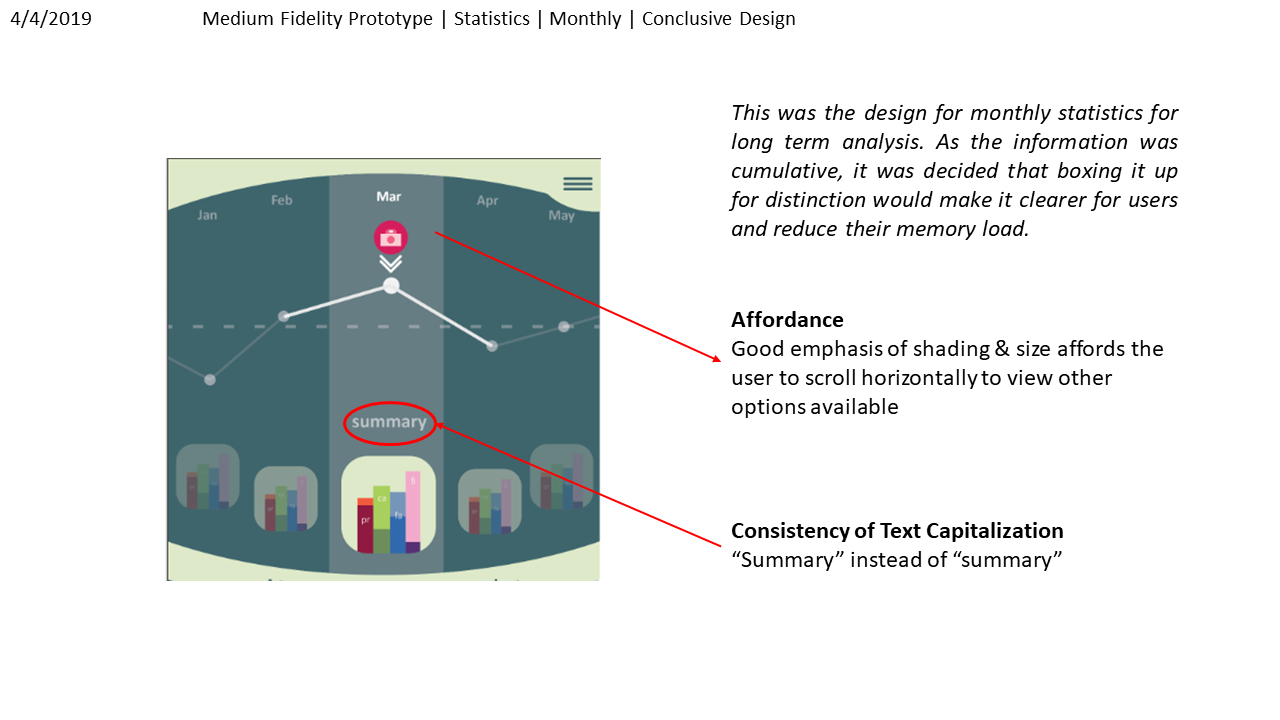 4/4/2019
Medium Fidelity Prototype | Statistics | Monthly | Conclusive Design
This was the design for monthly statistics for
long term analysis. As the information was
cumulative, it was decided that boxing it up
for distinction would make it clearer for users
and reduce their memory load.
Jan
Feb
Mar
Apr
May
Affordance
Good emphasis of shading & size affords the
user to scroll horizontally to view other
options available
summary
pr
ca
fa
fi
Consistency of Text Capitalization
“Summary” instead of “summary”